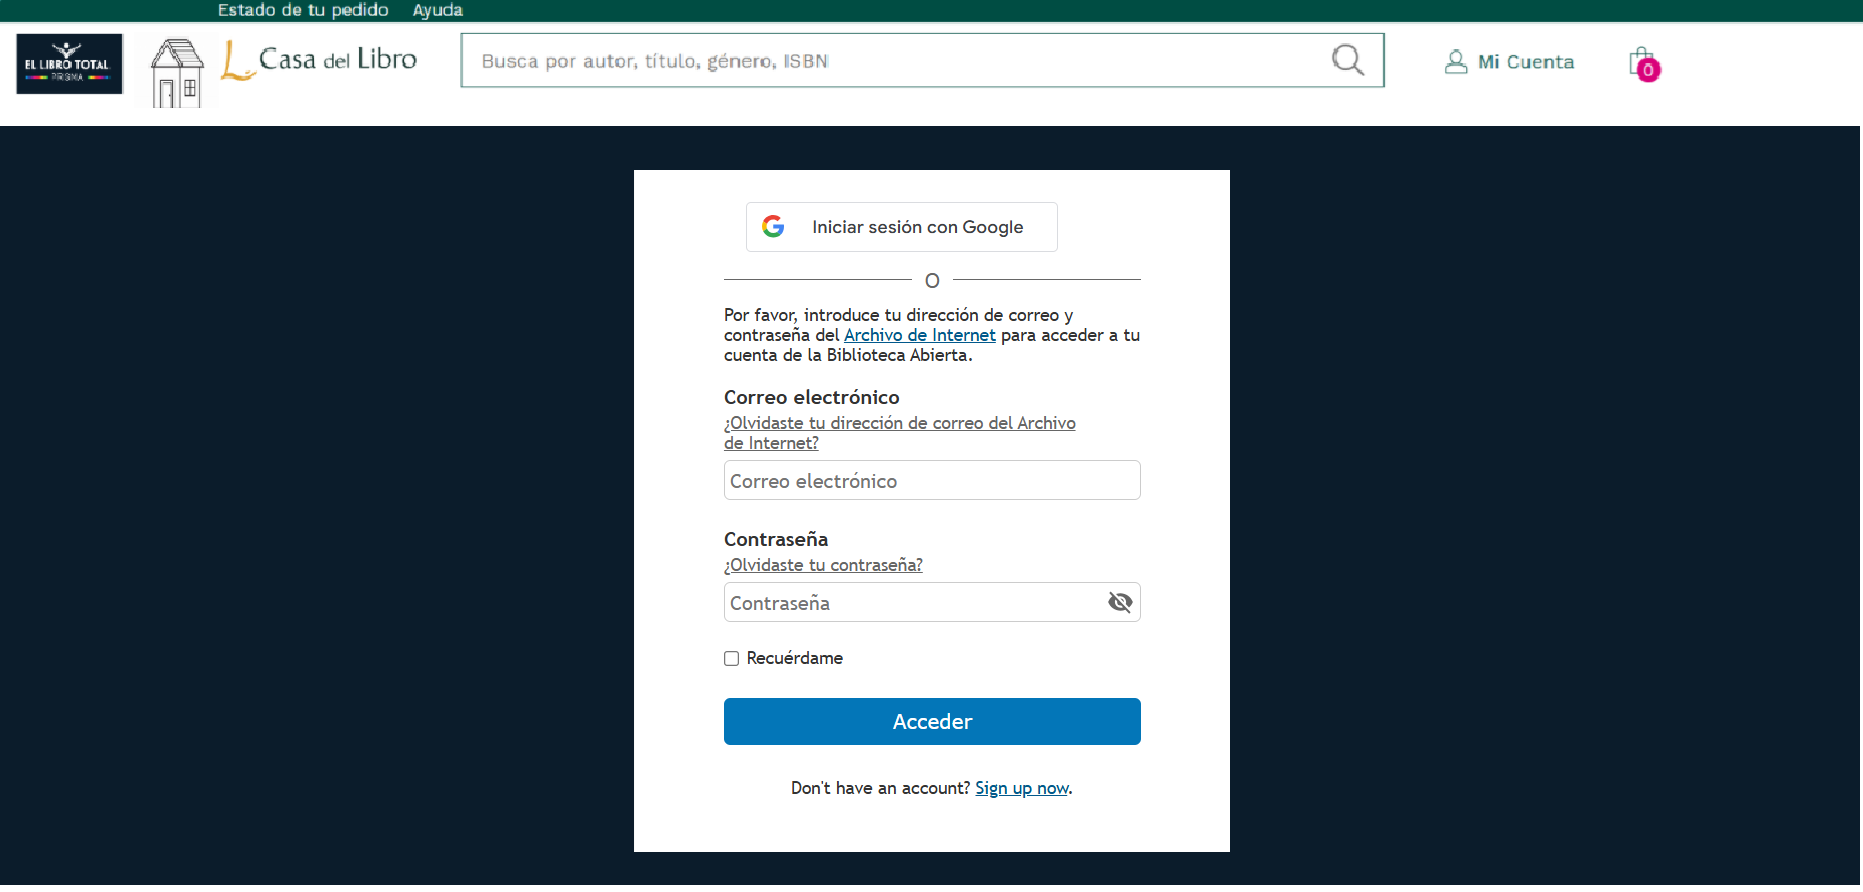 Estado de tu pedido Ayuda
EL LIBRO TOTAL
PRISMA
Casa del Libro
Busca por autor, título, género, ISBN
Mi Cuenta
0
Iniciar sesión con Google
O
Por favor, introduce tu dirección de correo y
contraseña del Archivo de Internet para acceder a tu
cuenta de la Biblioteca Abierta.
Correo electrónico
¿Olvidaste tu dirección de correo del Archivo
de Internet?
Correo electrónico
Contraseña
¿Olvidaste tu contraseña?
Contraseña
Recuérdame
Acceder
Don't have an account? Sign up now.